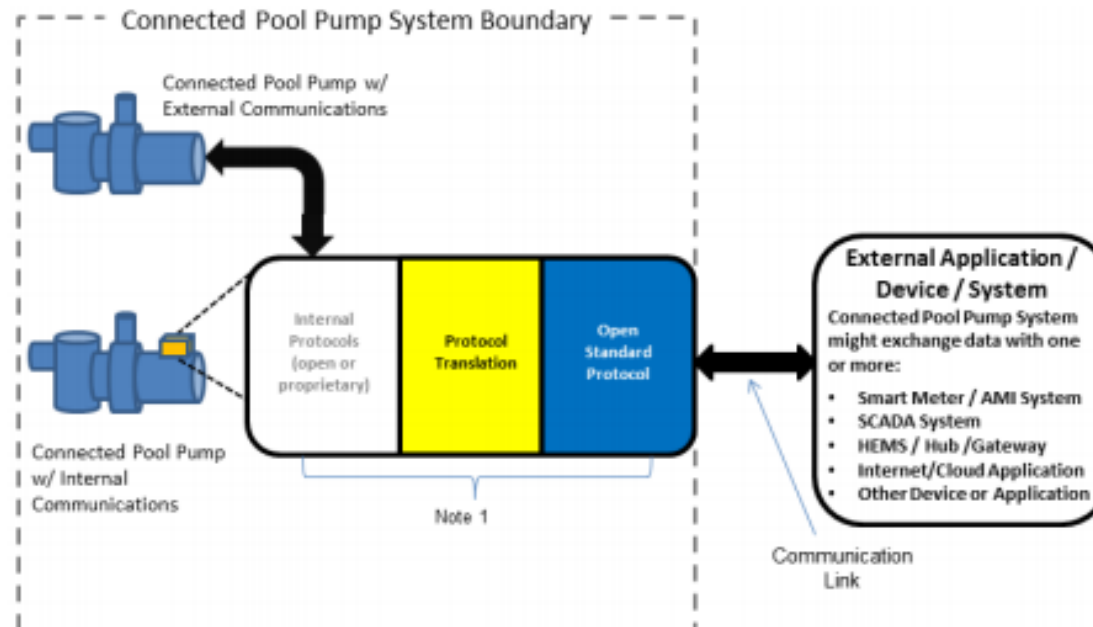 Connected Pool Pump System Boundary
Connected Pool Pump w/
External Communications
Internal
Protocols
(open or
proprietary)
Protocol
Translation
Open
Standard
Protocol
Connected Pool Pump
w/ Internal
Communications
Note 1
External Application /
Device / System
Connected Pool Pump System
might exchange data with one
or more:
• Smart Meter / AMI System
• SCADA System
• HEMS / Hub /Gateway
• Internet/Cloud Application
• Other Device or Application
Communication
Link